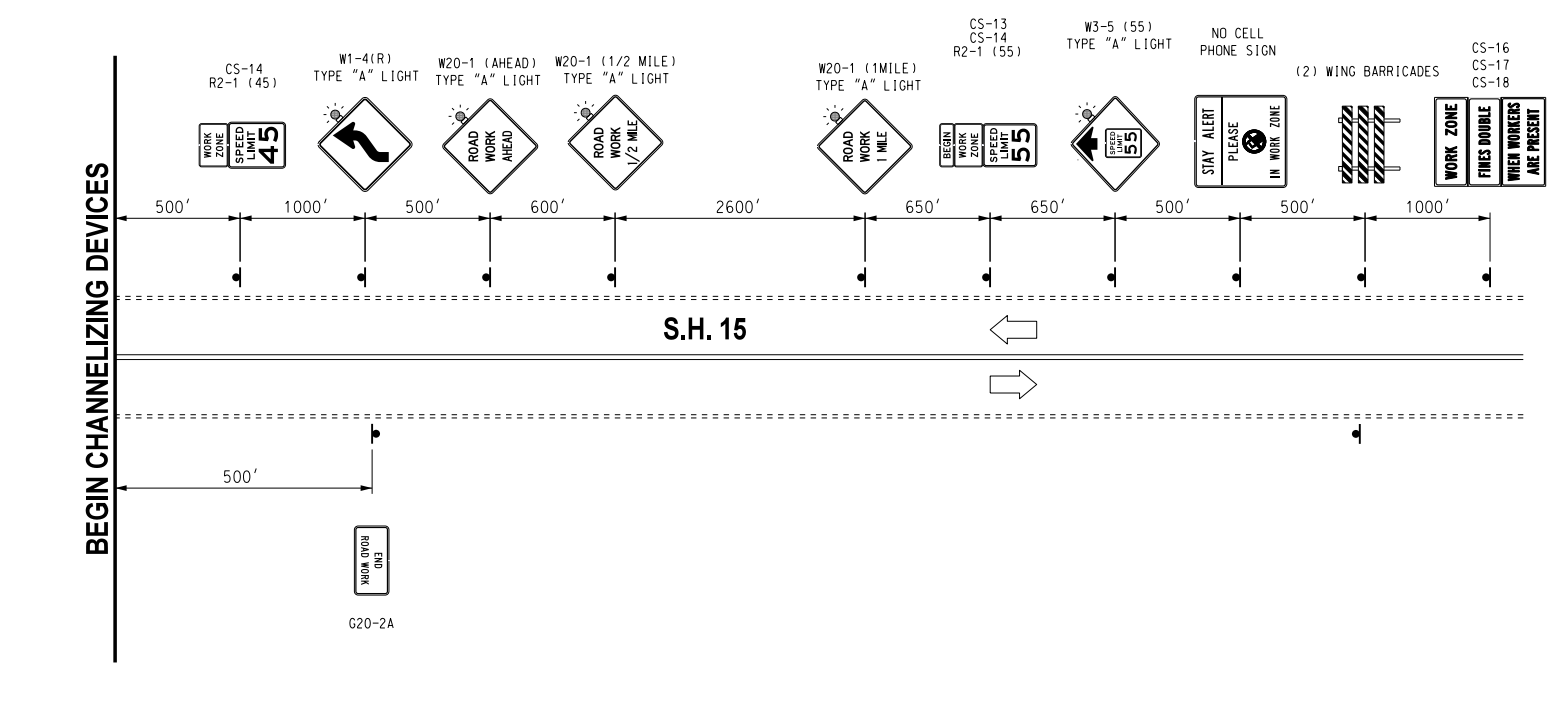 CS-14
R2-1 (45)
W1-4(R)
TYPE "A" LIGHT
W20-1 (AHEAD)
TYPE "A" LIGHT
W20-1 (1/2 MILE)
TYPE "A" LIGHT
W20-1 (1MILE)
TYPE "A" LIGHT
CS-13
CS-14
R2-1 (55)
W3-5 (55)
TYPE "A" LIGHT
NO CELL
PHONE SIGN
(2) WING BARRICADES
CS-16
CS-17
CS-18
WORK
ZONE
SPEED
LIMIT
45
ROAD
WORK
AHEAD
ROAD
WORK
1/2 MILE
ROAD
WORK
1 MILE
BEGIN
WORK
ZONE
SPEED
LIMIT
55
SPEED
LIMIT
55
STAY ALERT
PLEASE
IN WORK ZONE
WORK ZONE
FINES DOUBLE
WHEN WORKERS
ARE PRESENT
500'
1000'
500'
600'
2600'
650'
650'
500'
500'
1000'
BEGIN CHANNELIZING DEVICES
S.H. 15
500'
END
ROAD WORK
G20-2A